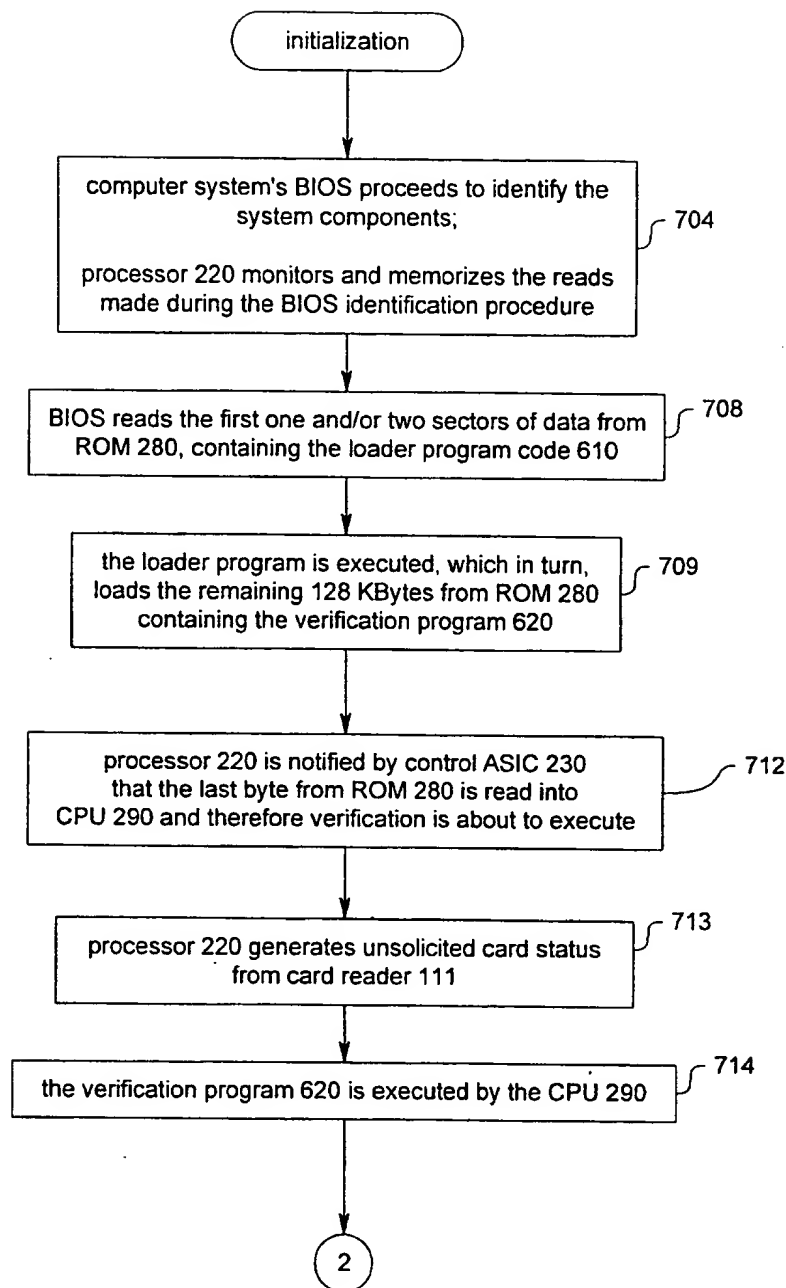 initialization
computer system's BIOS proceeds to identify the
system components;
processor 220 monitors and memorizes the reads
made during the BIOS identification procedure
704
BIOS reads the first one and/or two sectors of data from
ROM 280, containing the loader program code 610
708
the loader program is executed, which in turn,
loads the remaining 128 KBytes from ROM 280
containing the verification program 620
709
processor 220 is notified by control ASIC 230
that the last byte from ROM 280 is read into
CPU 290 and therefore verification is about to execute
712
processor 220 generates unsolicited card status
from card reader 111
713
the verification program 620 is executed by the CPU 290
714
2